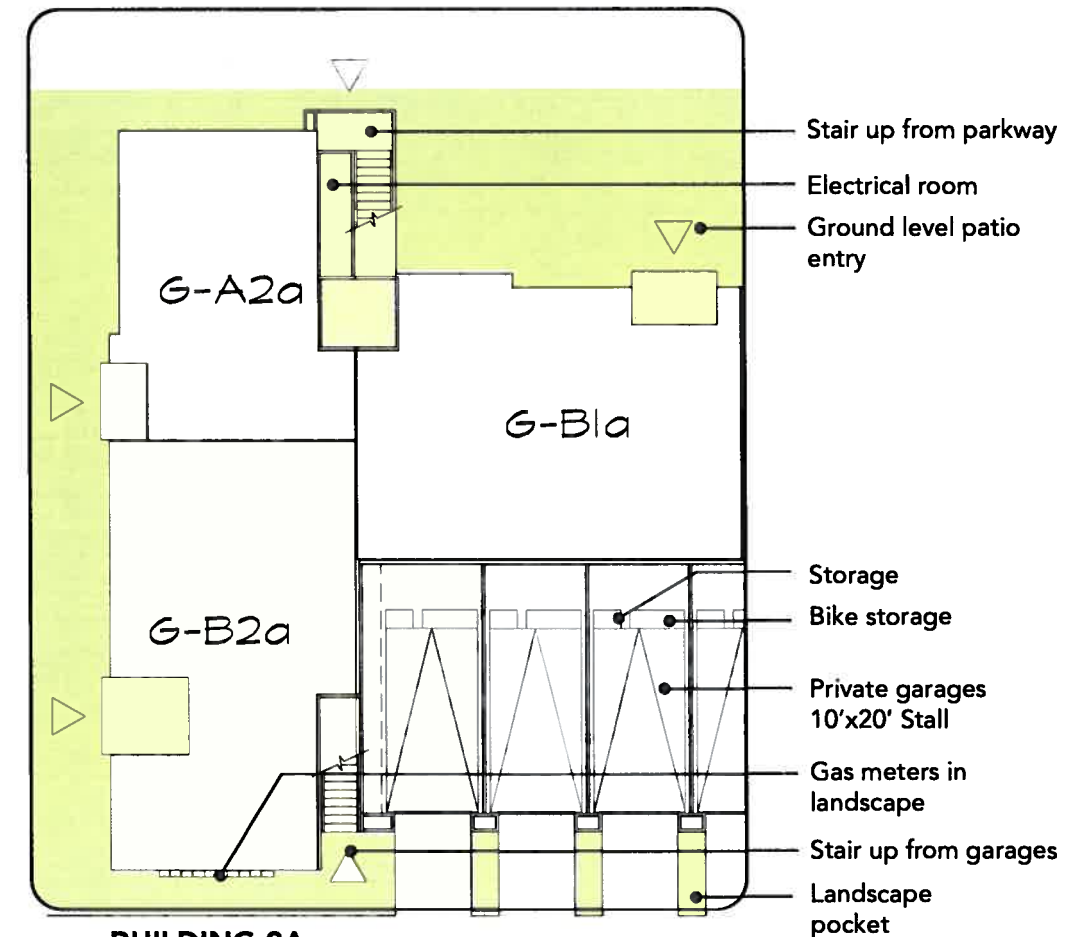 Stair up from parkway
Electrical room
Ground level patio
entry
G-A2a
G-B1a
Storage
Bike storage
G-B2a
Private garages
10'x20' Stall
Gas meters in
landscape
Stair up from garages
Landscape
pocket